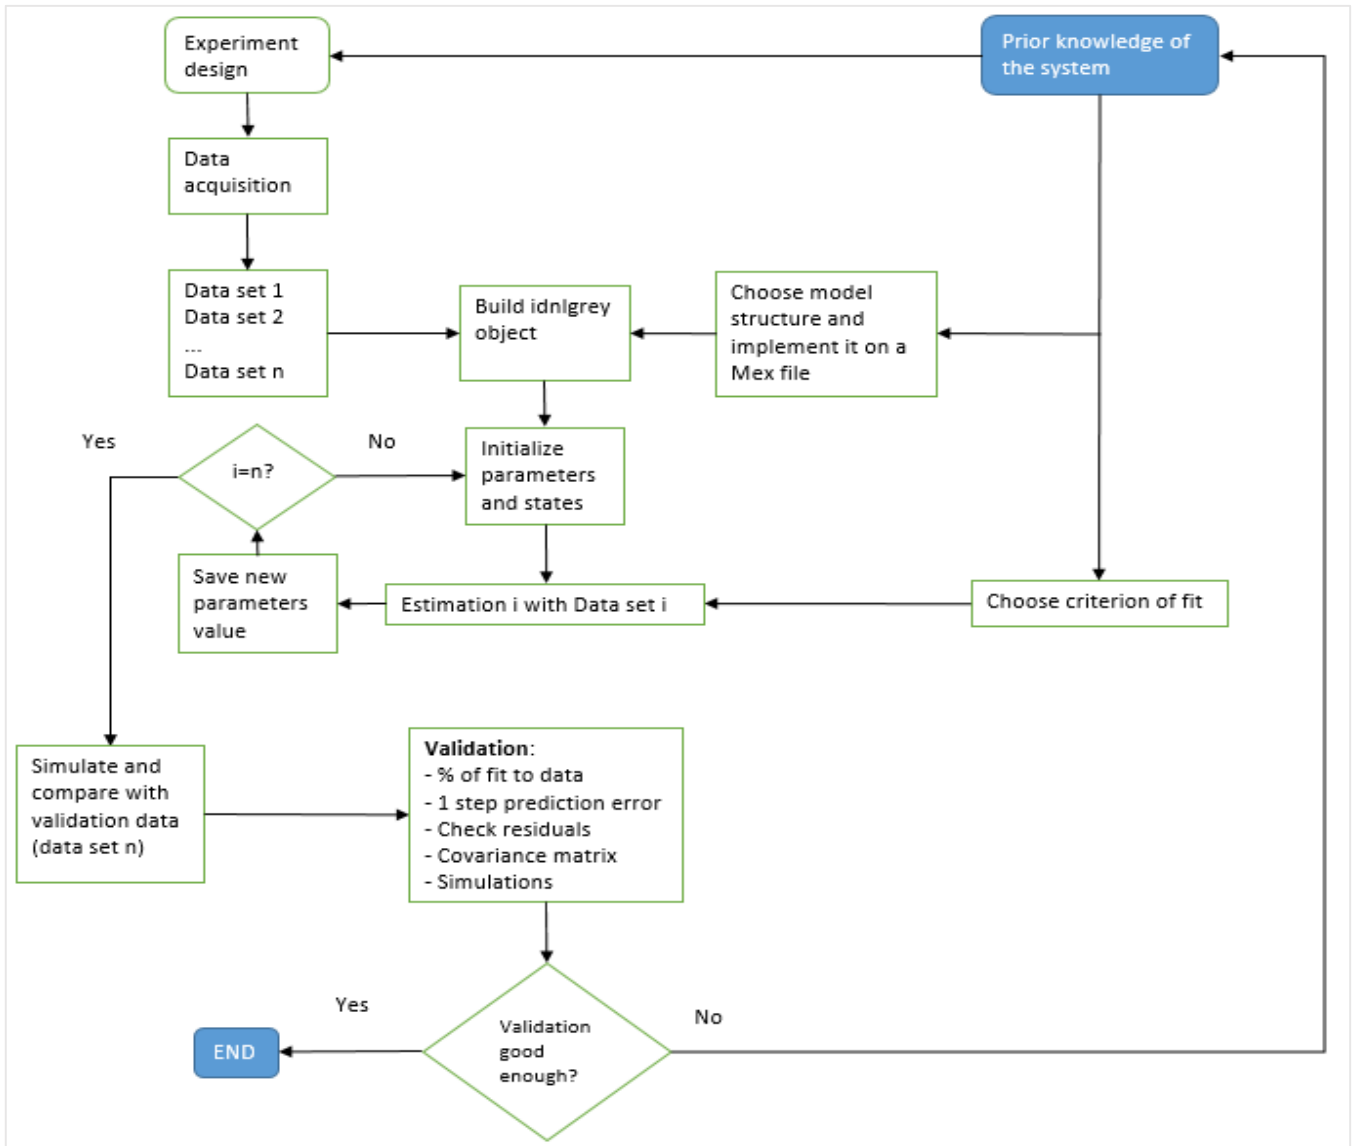 Experiment
design
Prior knowledge of
the system
Data
acquisition
Data set 1
Data set 2
...
Data set n
Build idnlgrey
object
Choose model
structure and
implement it on a
Mex file
Yes
i=n?
No
Initialize
parameters
and states
Save new
parameters
value
Estimation i with Data set i
Choose criterion of fit
Simulate and
compare with
validation data
(data set n)
Validation:
- % of fit to data
- 1 step prediction error
- Check residuals
- Covariance matrix
- Simulations
Yes
No
END
Validation
good
enough?